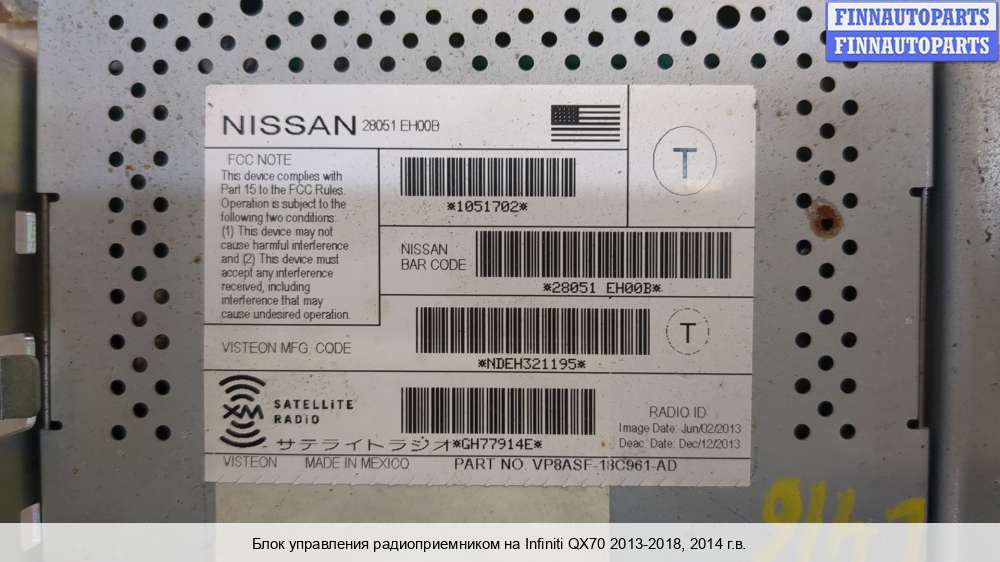 FINNAUTOPARTS
FINNAUTOPARTS
NISSAN 28051 EH00B
T
FCC NOTE
This device complies with
Part 15 to the FCC Rules.
Operation is subject to the
following two conditions:
(1) This device may not
cause harmful interference
and (2) This device must
accept any interference
received, including
interference that may
cause undesired operation.
*1051702*
NISSAN
BAR CODE
*28051 EH00B*
VISTEON MFG. CODE
*NDEH321195*
T
XM SATELLITE
RADIO
サテライトラジオ *GH77914E*
RADIO ID
Image Date: Jun/02/2013
Deac. Date: Dec/12/2013
VISTEON MADE IN MEXICO PART NO. VP8ASF-18C961-AD
9147
Блок управления радиоприемником на Infiniti QX70 2013-2018, 2014 г.в.